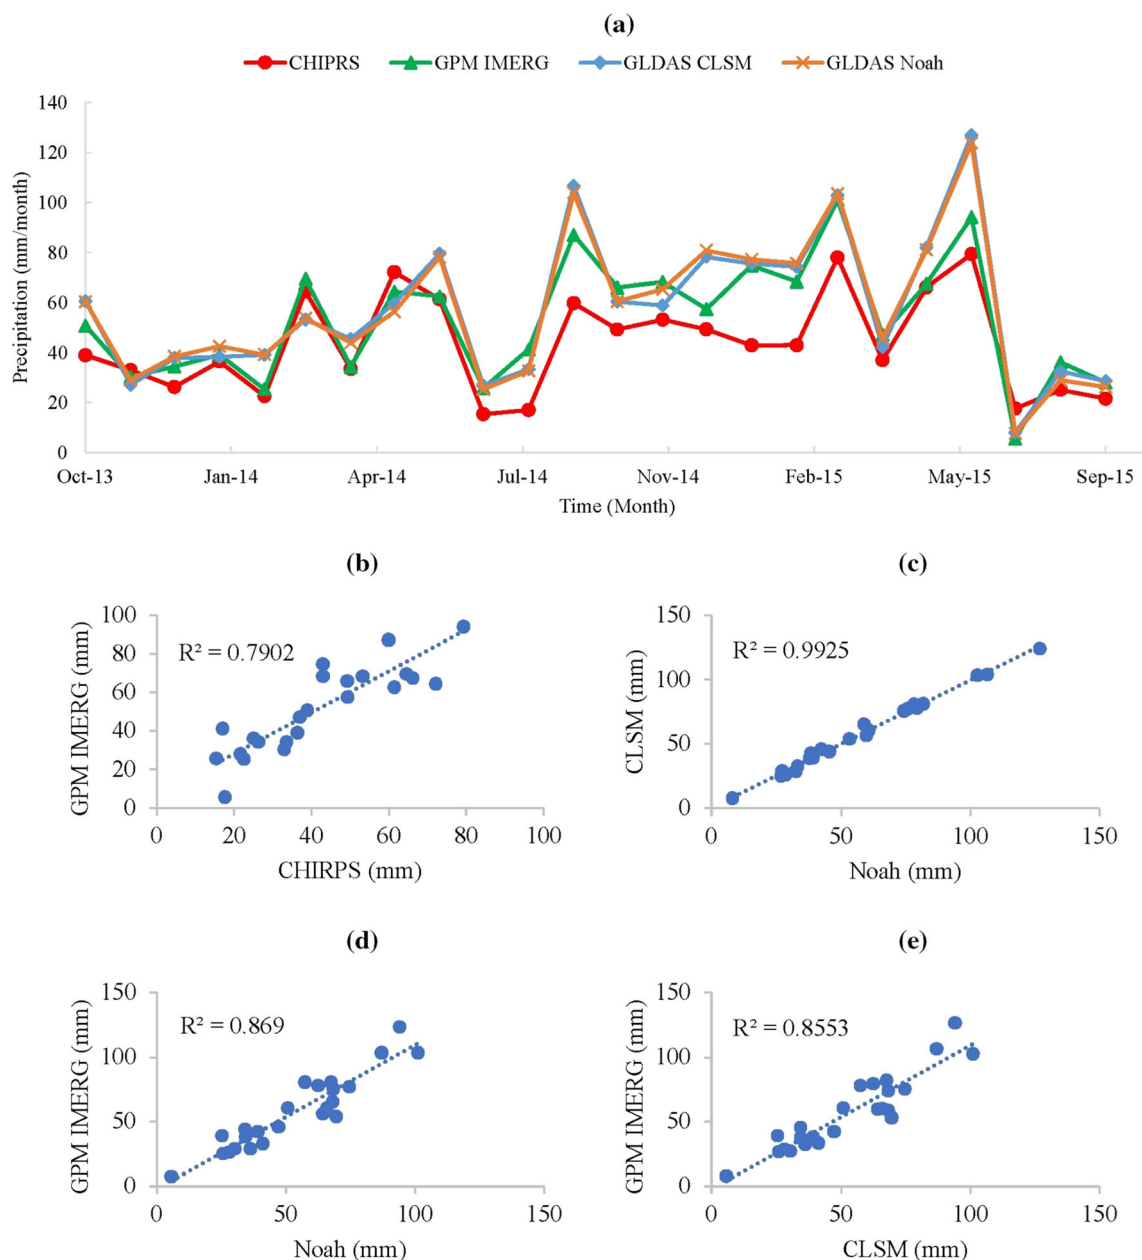 (a)
CHIPRS GPM IMERG GLDAS CLSM GLDAS Noah
Precipitation (mm/month)
140
120
100
80
60
40
20
0
Oct-13 Jan-14 Apr-14 Jul-14 Nov-14 Feb-15 May-15 Sep-15
Time (Month)
(b)
R² = 0.7902
GPM IMERG (mm)
100
80
60
40
20
0
0 20 40 60 80 100
CHIRPS (mm)
(c)
R² = 0.9925
CLSM (mm)
150
100
50
0
0 50 100 150
Noah (mm)
(d)
R² = 0.869
GPM IMERG (mm)
150
100
50
0
0 50 100 150
Noah (mm)
(e)
R² = 0.8553
GPM IMERG (mm)
150
100
50
0
0 50 100 150
CLSM (mm)